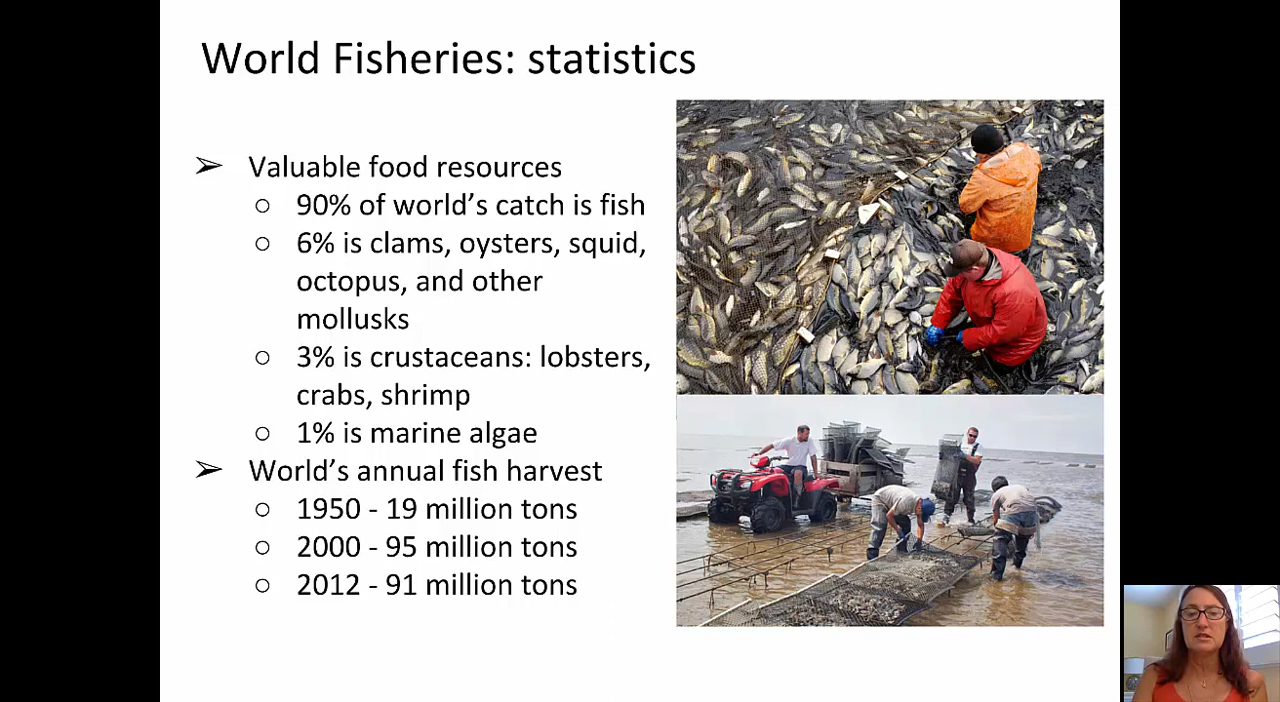 World Fisheries: statistics
➢ Valuable food resources
○ 90% of world’s catch is fish
○ 6% is clams, oysters, squid,
octopus, and other
mollusks
○ 3% is crustaceans: lobsters,
crabs, shrimp
○ 1% is marine algae
➢ World’s annual fish harvest
○ 1950 - 19 million tons
○ 2000 - 95 million tons
○ 2012 - 91 million tons